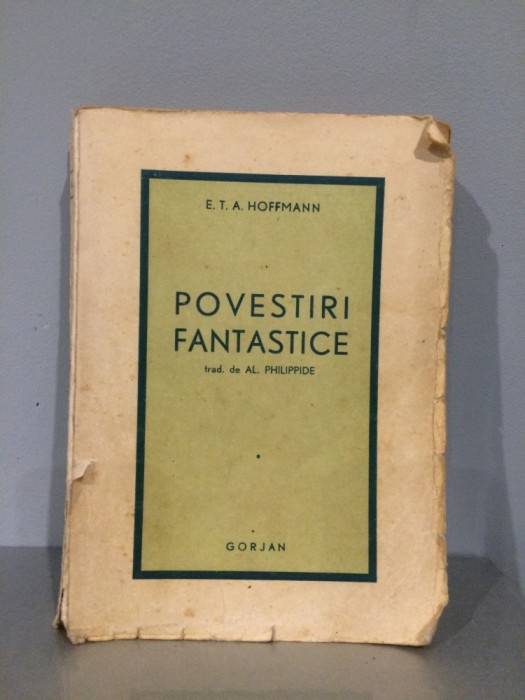 E. T. A. HOFFMANN
POVESTIRI
FANTASTICE
trad. de AL. PHILIPPIDE
GORJAN